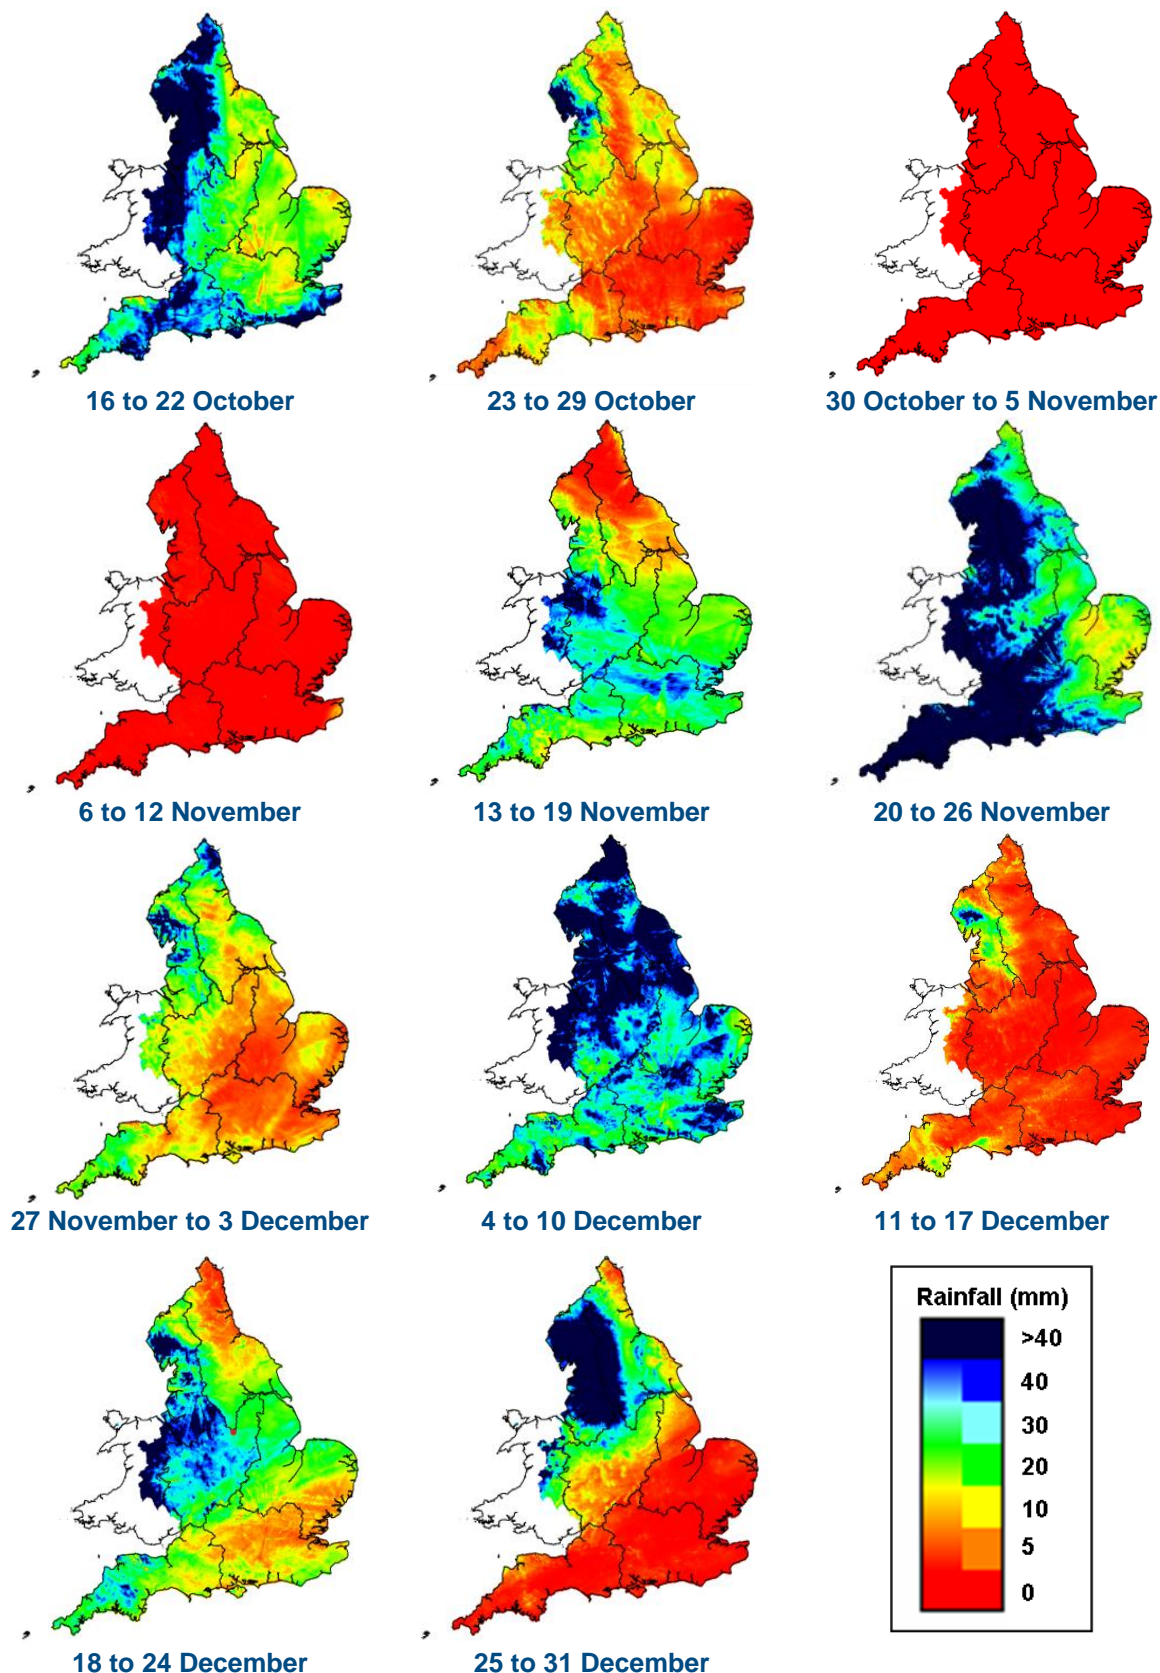 16 to 22 October
23 to 29 October
30 October to 5 November
6 to 12 November
13 to 19 November
20 to 26 November
27 November to 3 December
4 to 10 December
11 to 17 December
18 to 24 December
25 to 31 December
Rainfall (mm)
>40
40
30
20
10
5
0